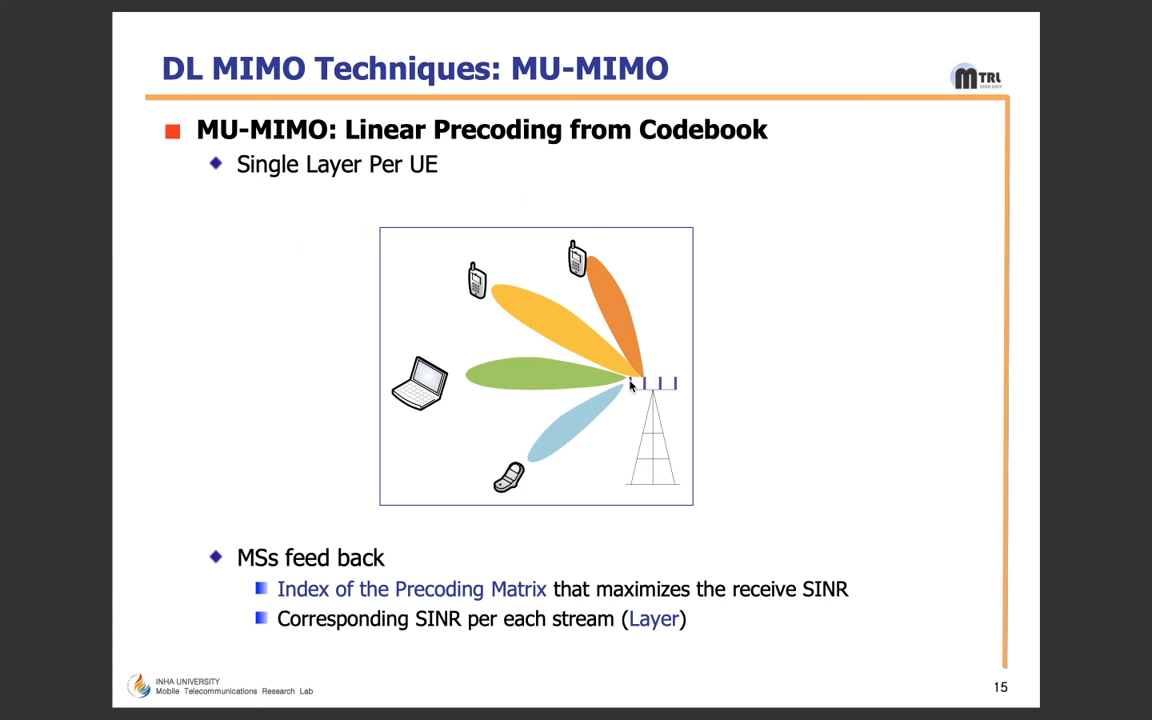 DL MIMO Techniques: MU-MIMO
MTRL
MU-MIMO: Linear Precoding from Codebook
Single Layer Per UE
MSs feed back
Index of the Precoding Matrix that maximizes the receive SINR
Corresponding SINR per each stream (Layer)
INHA UNIVERSITY
Mobile Telecommunications Research Lab
15